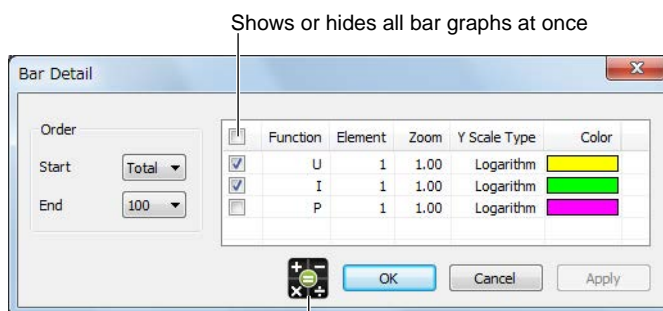 Shows or hides all bar graphs at once
Bar Detail
Order
Start Total
End 100
Function Element Zoom Y Scale Type Color
U 1 1.00 Logarithm
I 1 1.00 Logarithm
P 1 1.00 Logarithm
OK Cancel Apply